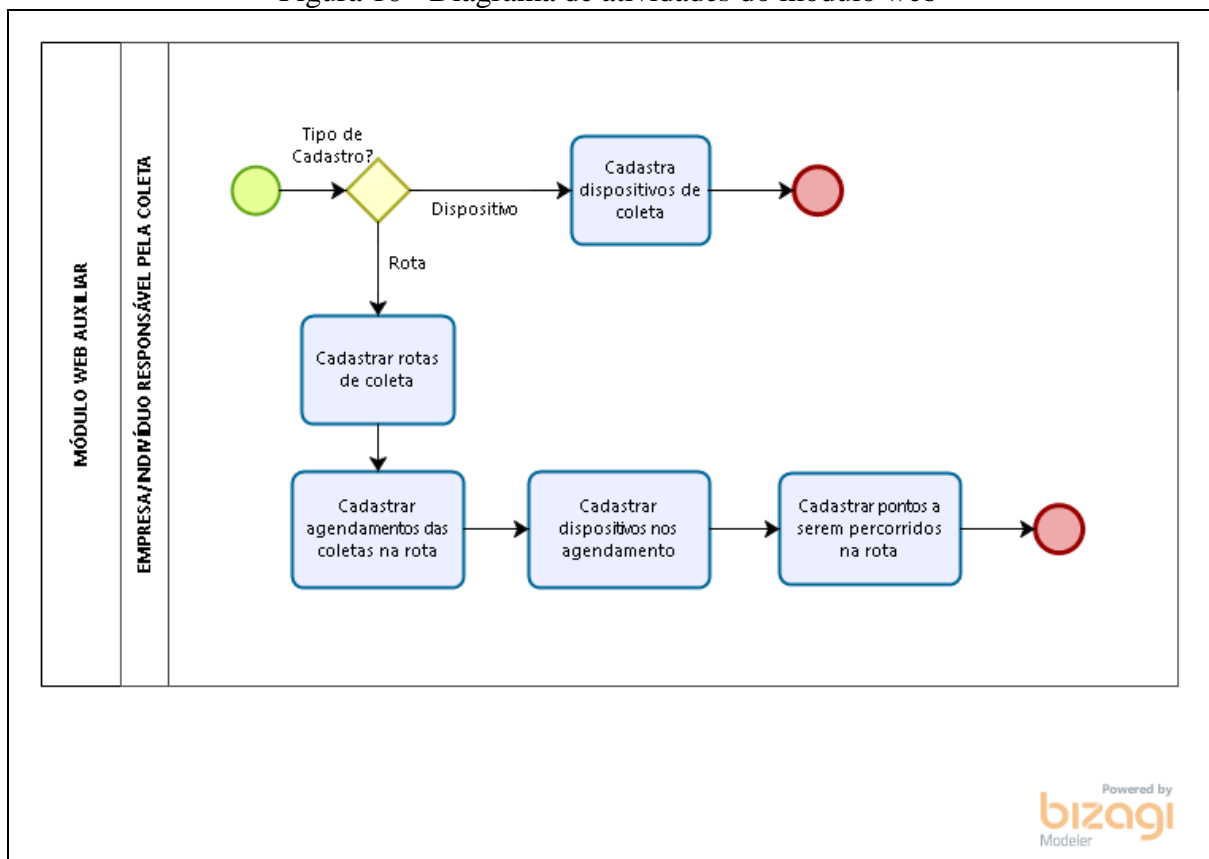 Figura 10 - Diagrama de atividades do módulo web
MÓDULO WEB AUXILIAR
EMPRESA/INDIVÍDUO RESPONSÁVEL PELA COLETA
Tipo de
Cadastro?
Dispositivo
Cadastra
dispositivos de
coleta
Rota
Cadastrar rotas
de coleta
Cadastrar
agendamentos das
coletas na rota
Cadastrar
dispositivos nos
agendamento
Cadastrar pontos a
serem percorridos
na rota
Powered by
bizagi
Modeler